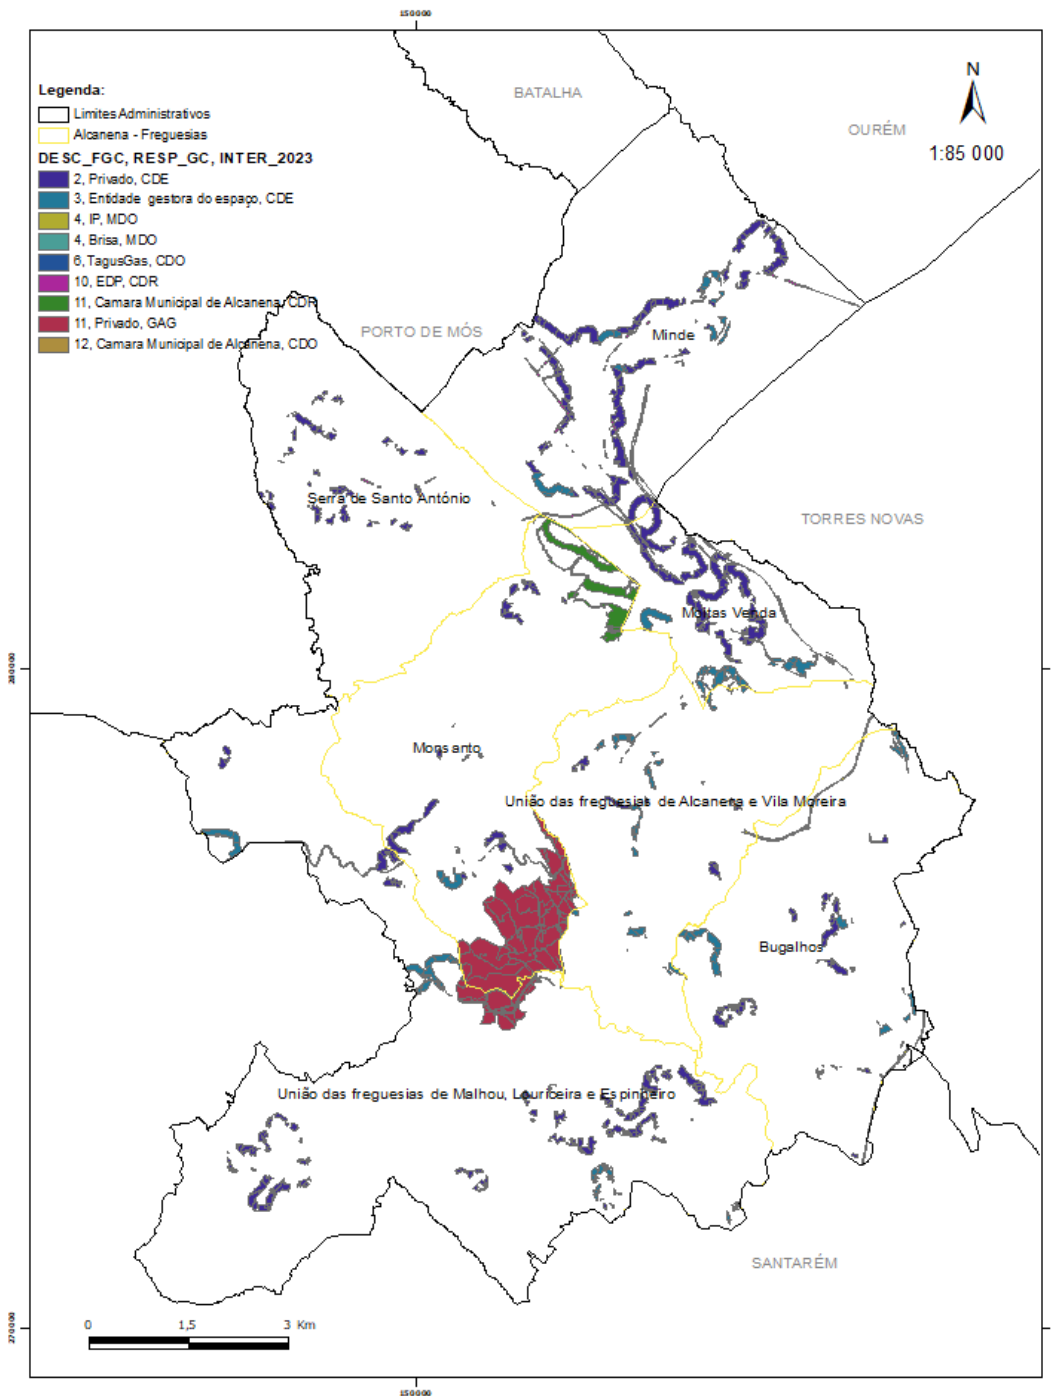 150000
BATALHA
N
OURÉM
1:85 000
Legenda:
Limites Administrativos
Alcanena - Freguesias
DESC_FGC, RESP_GC, INTER_2023
2, Privado, CDE
3, Entidade gestora do espaço, CDE
4, IP, MDO
4, Brisa, MDO
6, TagusGas, CDO
10, EDP, CDR
11, Camara Municipal de Alcanena, CDR
11, Privado, GAG
12, Camara Municipal de Alcanena, CDO
PORTO DE MÓS
Minde
Serra de Santo António
TORRES NOVAS
Moitas Venda
280000
Monsanto
União das freguesias de Alcanena e Vila Moreira
Bugalhos
União das freguesias de Malhou, Louriceira e Espinheiro
SANTARÉM
270000
0 1,5 3 Km
150000